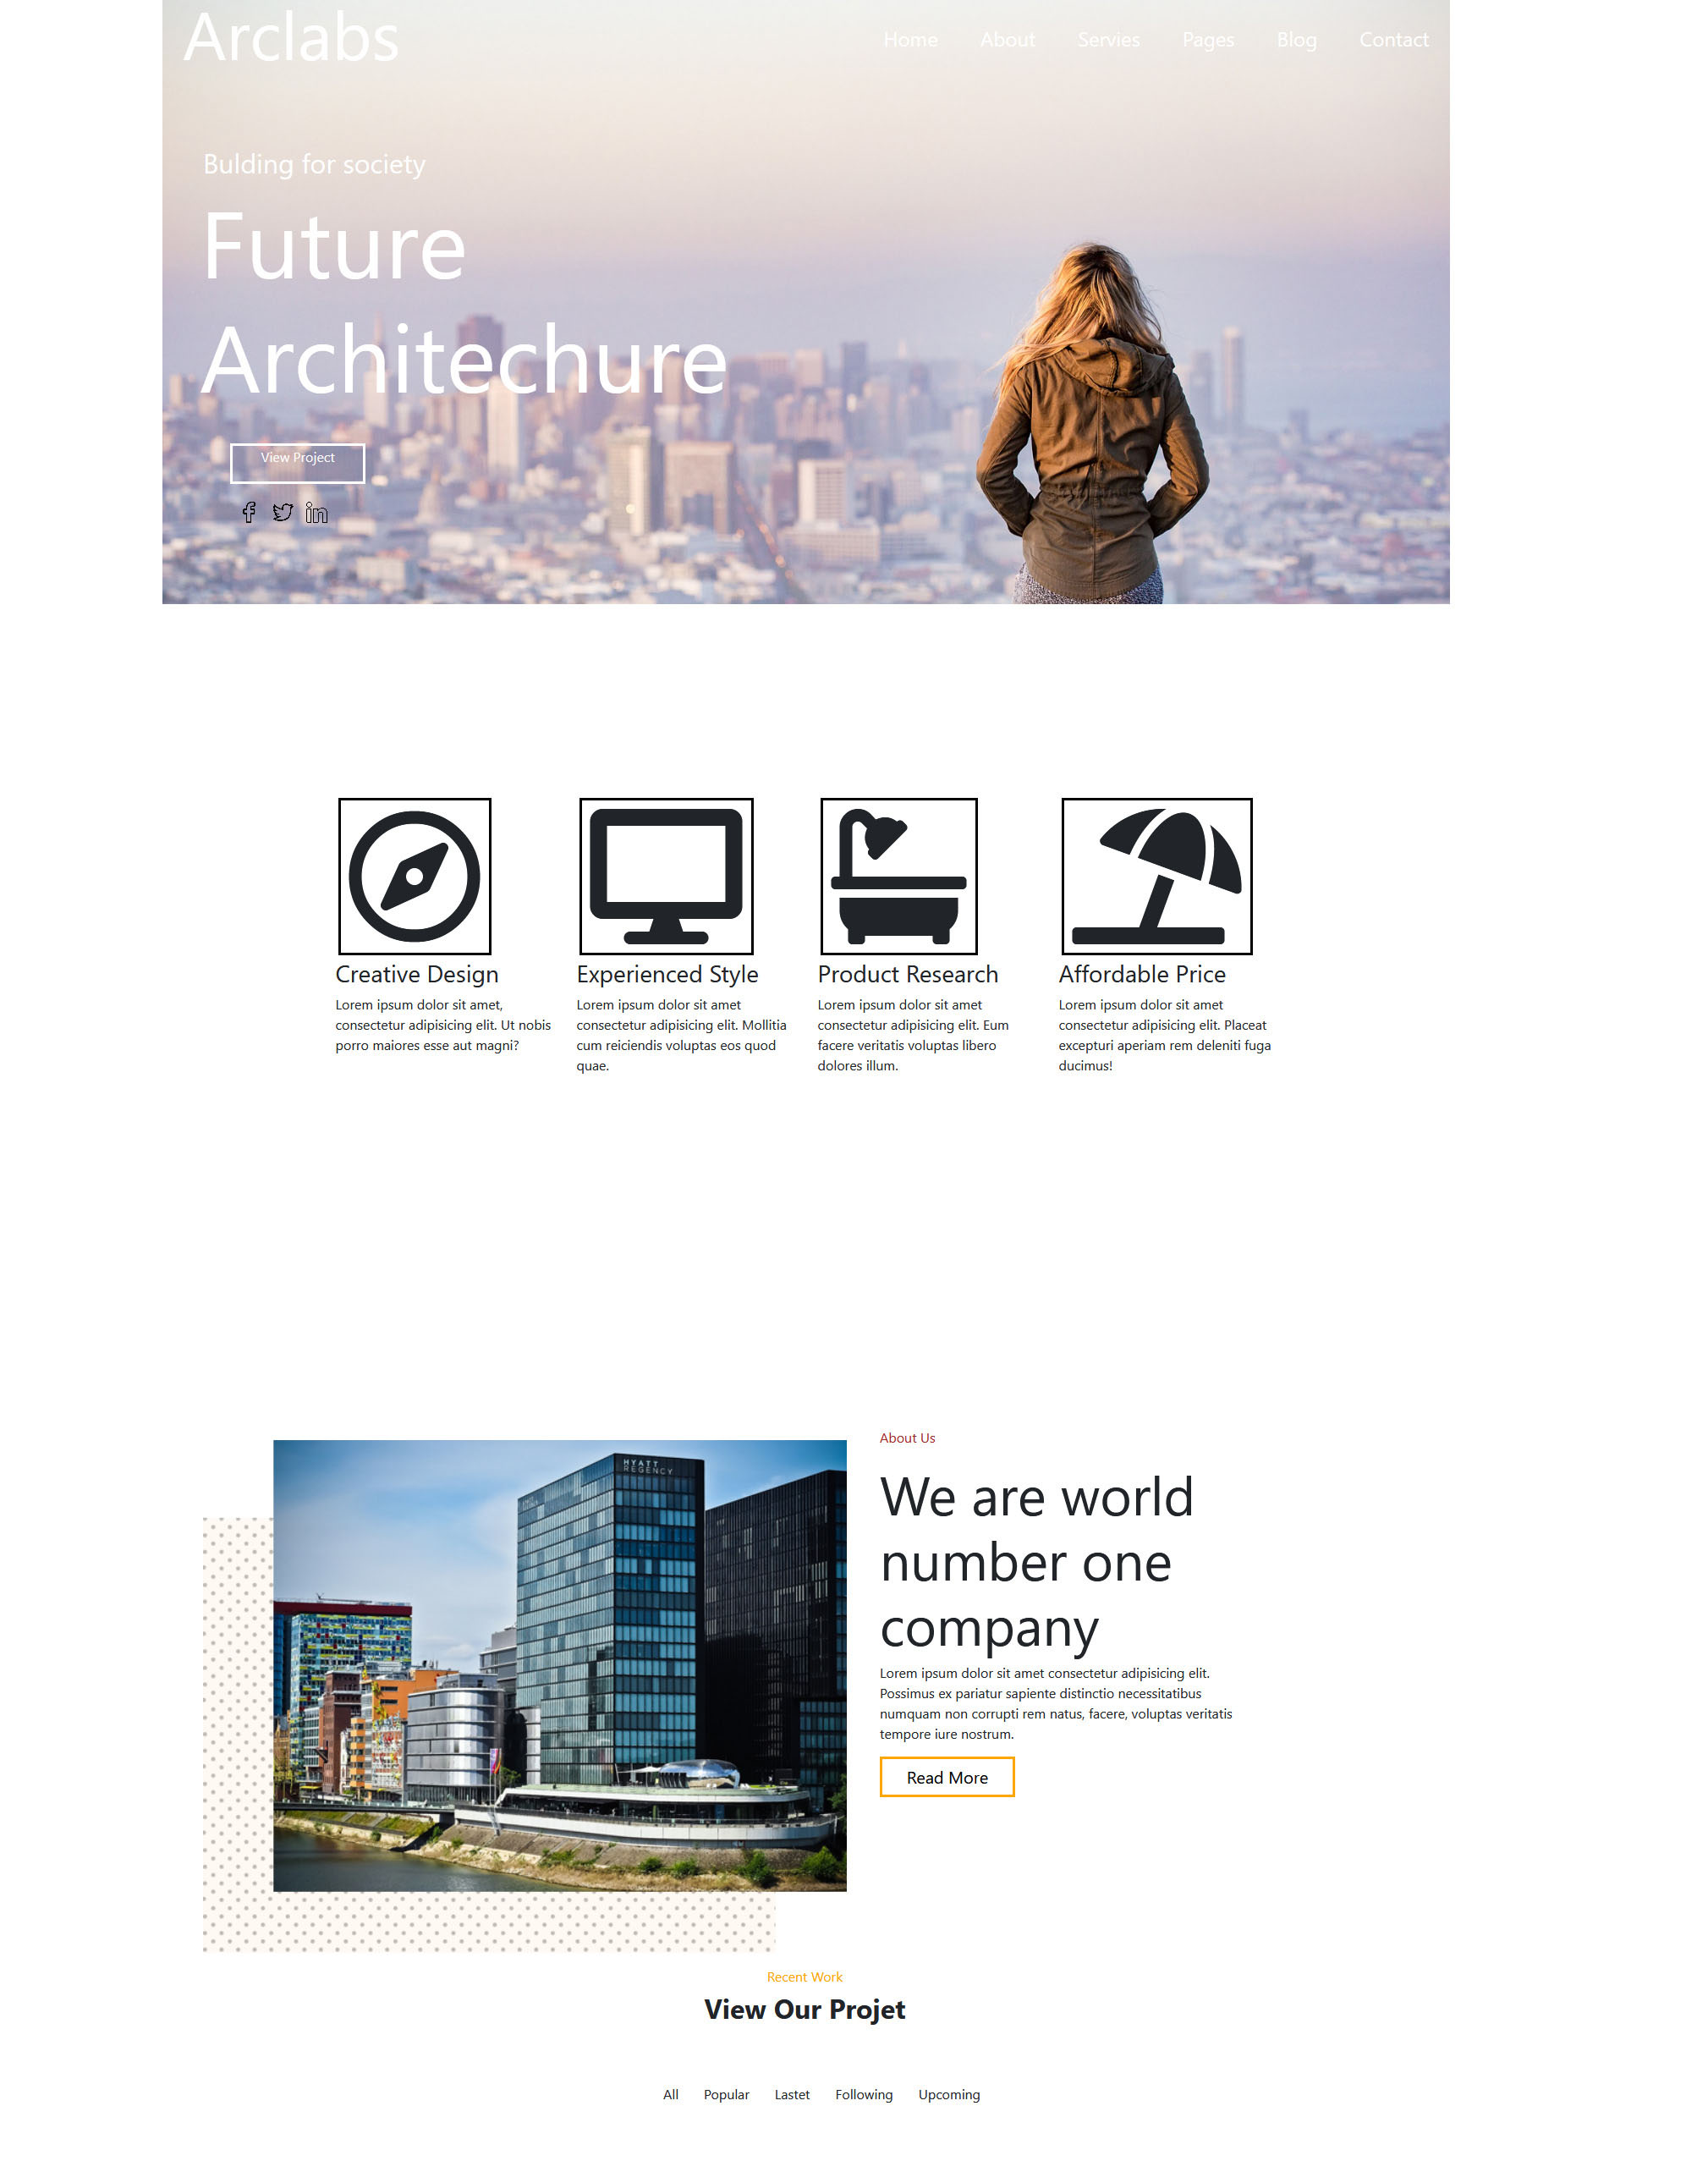 Arclabs
Home About Servies Pages Blog Contact
Bulding for society
Future
Architechure
View Project
Creative Design
Lorem ipsum dolor sit amet,
consectetur adipisicing elit. Ut nobis
porro maiores esse aut magni?
Experienced Style
Lorem ipsum dolor sit amet
consectetur adipisicing elit. Mollitia
cum reiciendis voluptas eos quod
quae.
Product Research
Lorem ipsum dolor sit amet
consectetur adipisicing elit. Eum
facere veritatis voluptas libero
dolores illum.
Affordable Price
Lorem ipsum dolor sit amet
consectetur adipisicing elit. Placeat
excepturi aperiam rem deleniti fuga
ducimus!
HYATT
REGENCY
About Us
We are world
number one
company
Lorem ipsum dolor sit amet consectetur adipisicing elit.
Possimus ex pariatur sapiente distinctio necessitatibus
numquam non corrupti rem natus, facere, voluptas veritatis
tempore iure nostrum.
Read More
Recent Work
View Our Projet
All Popular Lastet Following Upcoming